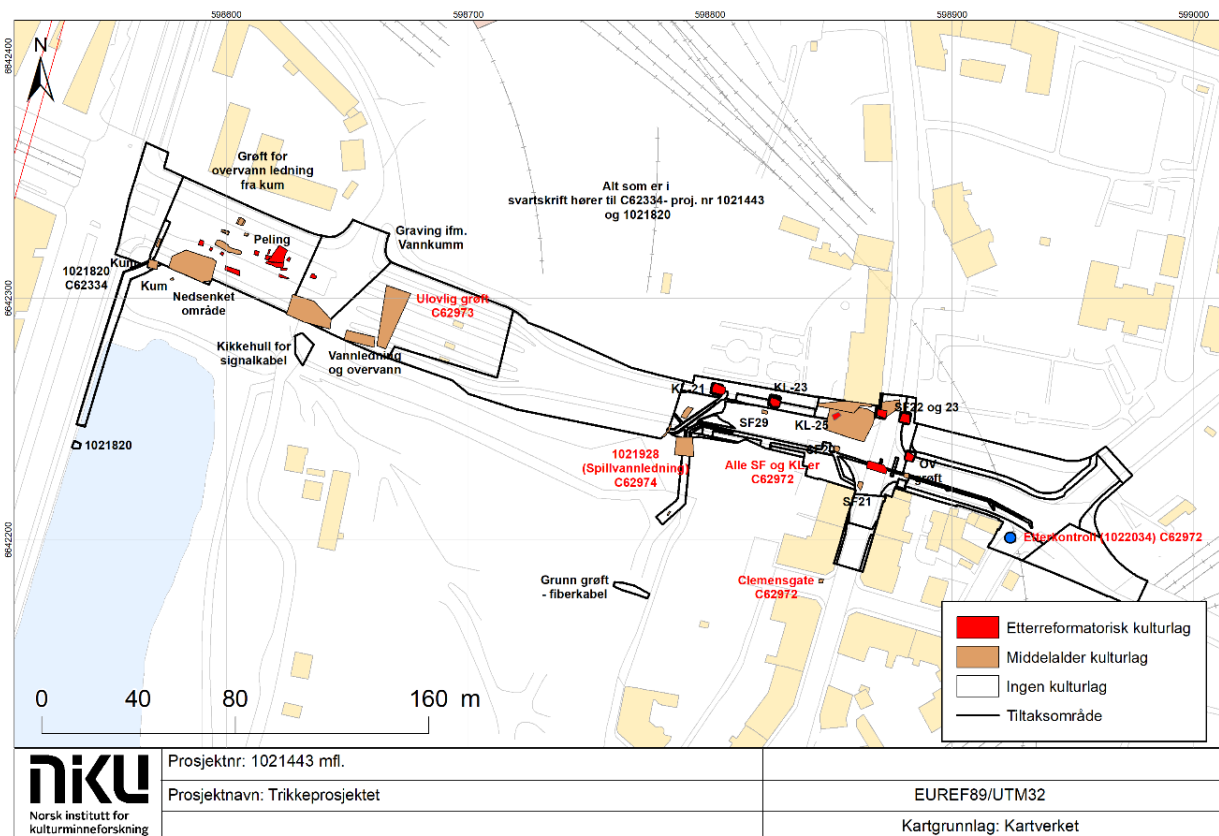 598600
598700
598800
598900
599000
6642400
6642300
6642200
N
Grøft for
overvann ledning
fra kum
Alt som er i
svartskrift hører til C62334- proj. nr 1021443
og 1021820
Graving ifm.
Vannkumm
Peling
Kum
1021820
C62334
Kum
Nedsenket
område
Ulovlig grøft
C62973
Kikkehull for
signalkabel
Vannledning
og overvann
KL-21
KL-23
SF22 og 23
SF29
KL-25
1021820
1021928
(Spillvannledning)
C62974
Alle SF og KL er
C62972
SF20
OV
grøft
SF21
Etterkontroll (1022034) C62972
Grunn grøft
- fiberkabel
Clemensgate
C62972
Etterreformatorisk kulturlag
Middelalder kulturlag
Ingen kulturlag
Tiltaksområde
0 40 80 160 m
NIKU
Norsk institutt for
kulturminneforskning
Prosjektnr: 1021443 mfl.
Prosjektnavn: Trikkeprosjektet
EUREF89/UTM32
Kartgrunnlag: Kartverket